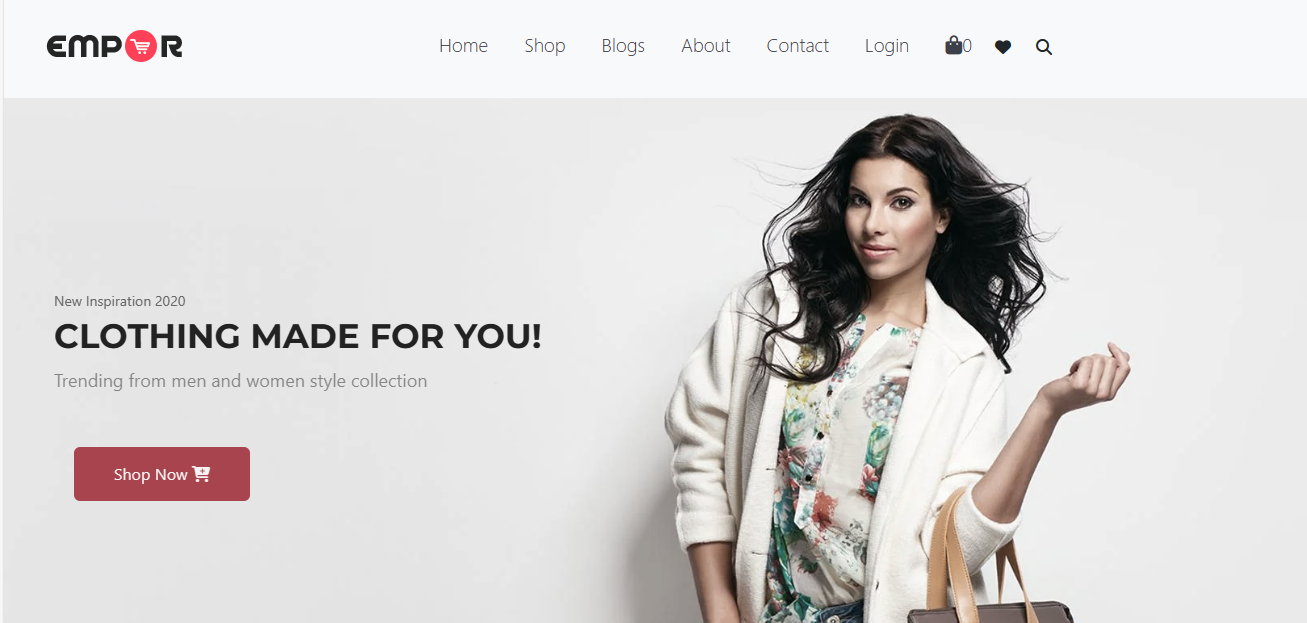 EMPOR
Home Shop Blogs About Contact Login 0
New Inspiration 2020
CLOTHING MADE FOR YOU!
Trending from men and women style collection
Shop Now